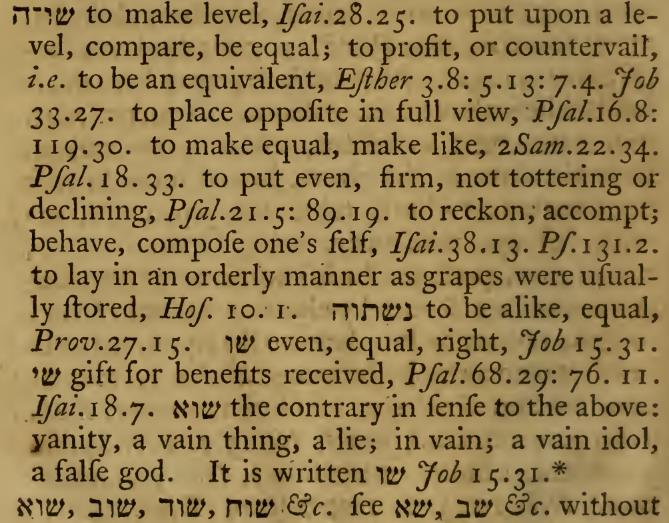 שו־ה to make level, Iſai.28.25. to put upon a le-
vel, compare, be equal; to profit, or countervail,
i.e. to be an equivalent, Eſther 3.8: 5.13: 7.4. Job
33.27. to place oppoſite in full view, Pſal.16.8:
119.30. to make equal, make like, 2Sam.22.34.
Pſal.18.33. to put even, firm, not tottering or
declining, Pſal.21.5: 89.19. to reckon, accompt;
behave, compoſe one's ſelf, Iſai.38.13. Pſ.131.2.
to lay in an orderly manner as grapes were uſual-
ly ſtored, Hoſ. 10. 1. נשתוה to be alike, equal,
Prov.27.15. שו even, equal, right, Job 15.31.
שי gift for benefits received, Pſal.68.29: 76. 11.
Iſai.18.7. שוא the contrary in ſenſe to the above:
vanity, a vain thing, a lie; in vain; a vain idol,
a falſe god. It is written שו Job 15.31.*
שוא, שוב, שוד, שוח &c. ſee שא, שב &c. without